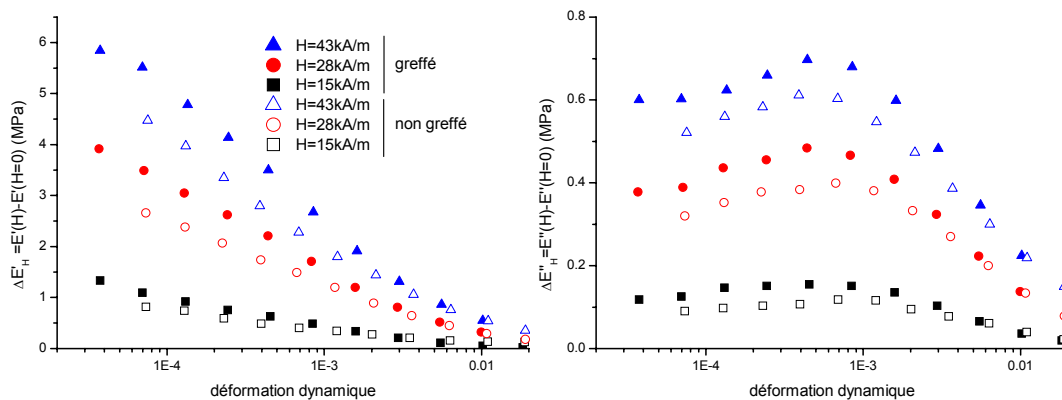 ΔE'H =E'(H)-E'(H=0) (MPa)
6
5
4
3
2
1
0
1E-4
1E-3
0.01
déformation dynamique
H=43kA/m
H=28kA/m
H=15kA/m
greffé
H=43kA/m
H=28kA/m
H=15kA/m
non greffé
ΔE''H =E''(H)-E''(H=0) (MPa)
0.8
0.6
0.4
0.2
0.0
1E-4
1E-3
0.01
déformation dynamique